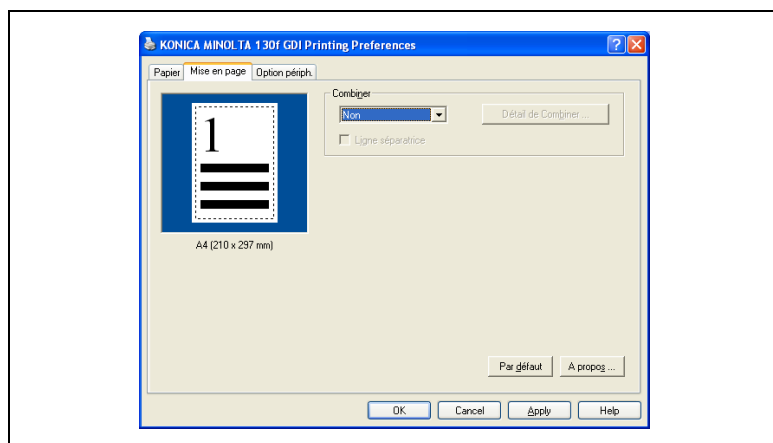 KONICA MINOLTA 130f GDI Printing Preferences
Papier Mise en page Option périph.
Combiner
Non Détail de Combiner ...
Ligne séparatrice
1
A4 (210 x 297 mm)
Par défaut A propos ...
OK Cancel Apply Help